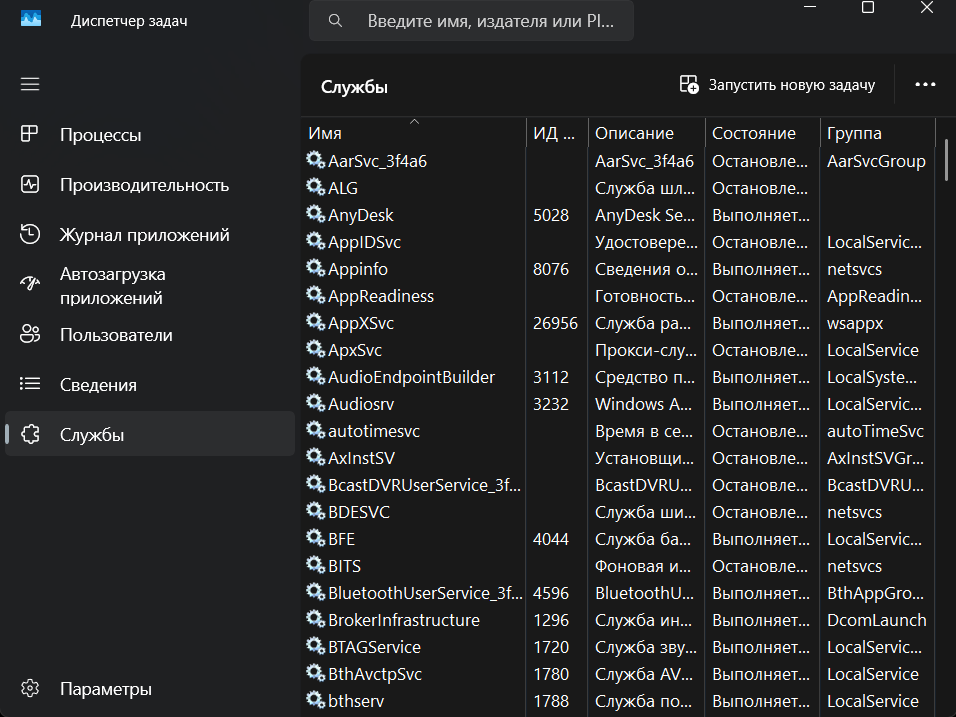 Диспетчер задач
Введите имя, издателя или PI...
Процессы
Производительность
Журнал приложений
Автозагрузка
приложений
Пользователи
Сведения
Службы
Параметры
Службы
Запустить новую задачу
Имя ИД ... Описание Состояние Группа
AarSvc_3f4a6 AarSvc_3f4a6 Остановле... AarSvcGroup
ALG Служба шл... Остановле...
AnyDesk 5028 AnyDesk Se... Выполняет...
AppIDSvc Удостовере... Остановле... LocalServic...
Appinfo 8076 Сведения о... Выполняет... netsvcs
AppReadiness Готовность... Остановле... AppReadin...
AppXSvc 26956 Служба ра... Выполняет... wsappx
ApxSvc Прокси-слу... Остановле... LocalService
AudioEndpointBuilder 3112 Средство п... Выполняет... LocalSyste...
Audiosrv 3232 Windows A... Выполняет... LocalServic...
autotimesvc Время в се... Остановле... autoTimeSvc
AxInstSV Установщи... Остановле... AxInstSVGr...
BcastDVRUserService_3f... BcastDVRU... Остановле... BcastDVRU...
BDESVC Служба ши... Остановле... netsvcs
BFE 4044 Служба ба... Выполняет... LocalServic...
BITS Фоновая и... Остановле... netsvcs
BluetoothUserService_3f... 4596 BluetoothU... Выполняет... BthAppGro...
BrokerInfrastructure 1296 Служба ин... Выполняет... DcomLaunch
BTAGService 1720 Служба зву... Выполняет... LocalServic...
BthAvctpSvc 1780 Служба AV... Выполняет... LocalService
bthserv 1788 Служба по... Выполняет... LocalService